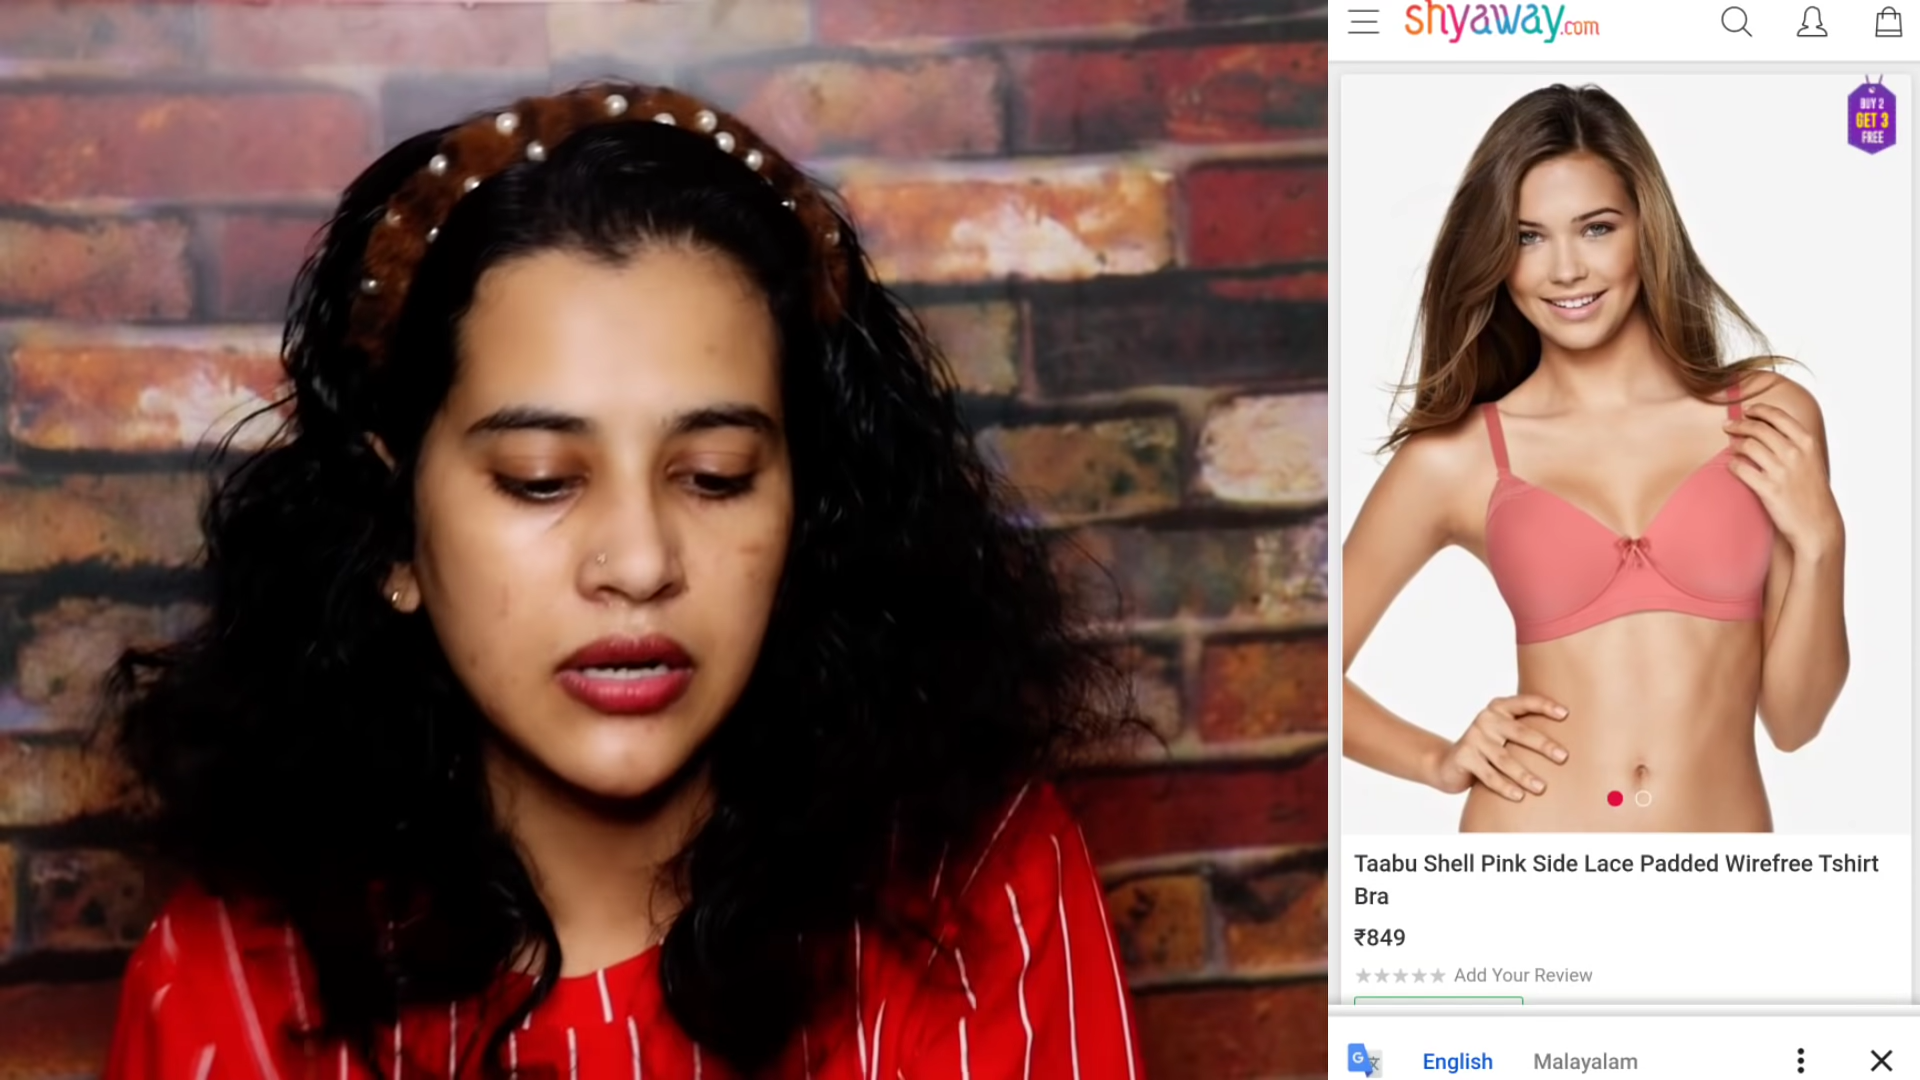 shyaway.com
BUY 2
GET 3
FREE
Taabu Shell Pink Side Lace Padded Wirefree Tshirt
Bra
₹849
Add Your Review
G 文
English Malayalam